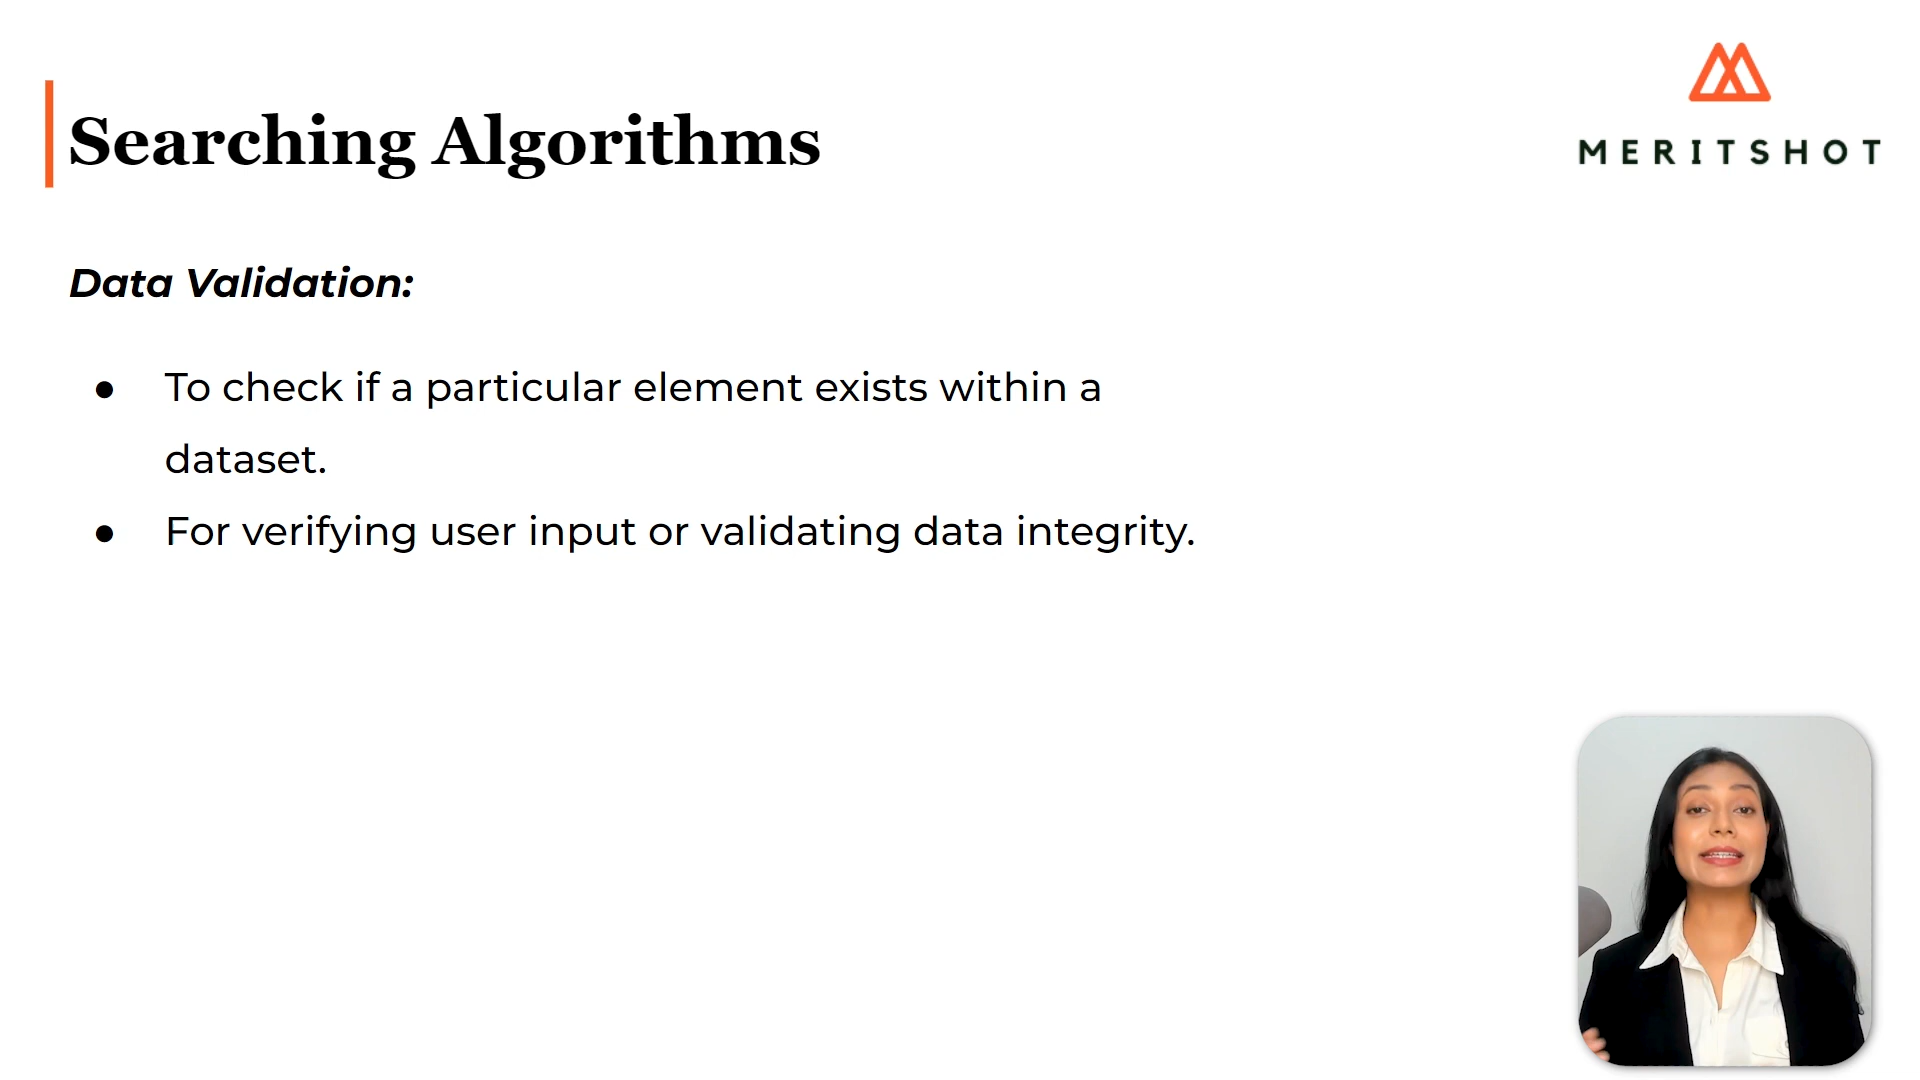 Searching Algorithms
MERITSHOT
Data Validation:
● To check if a particular element exists within a
dataset.
● For verifying user input or validating data integrity.